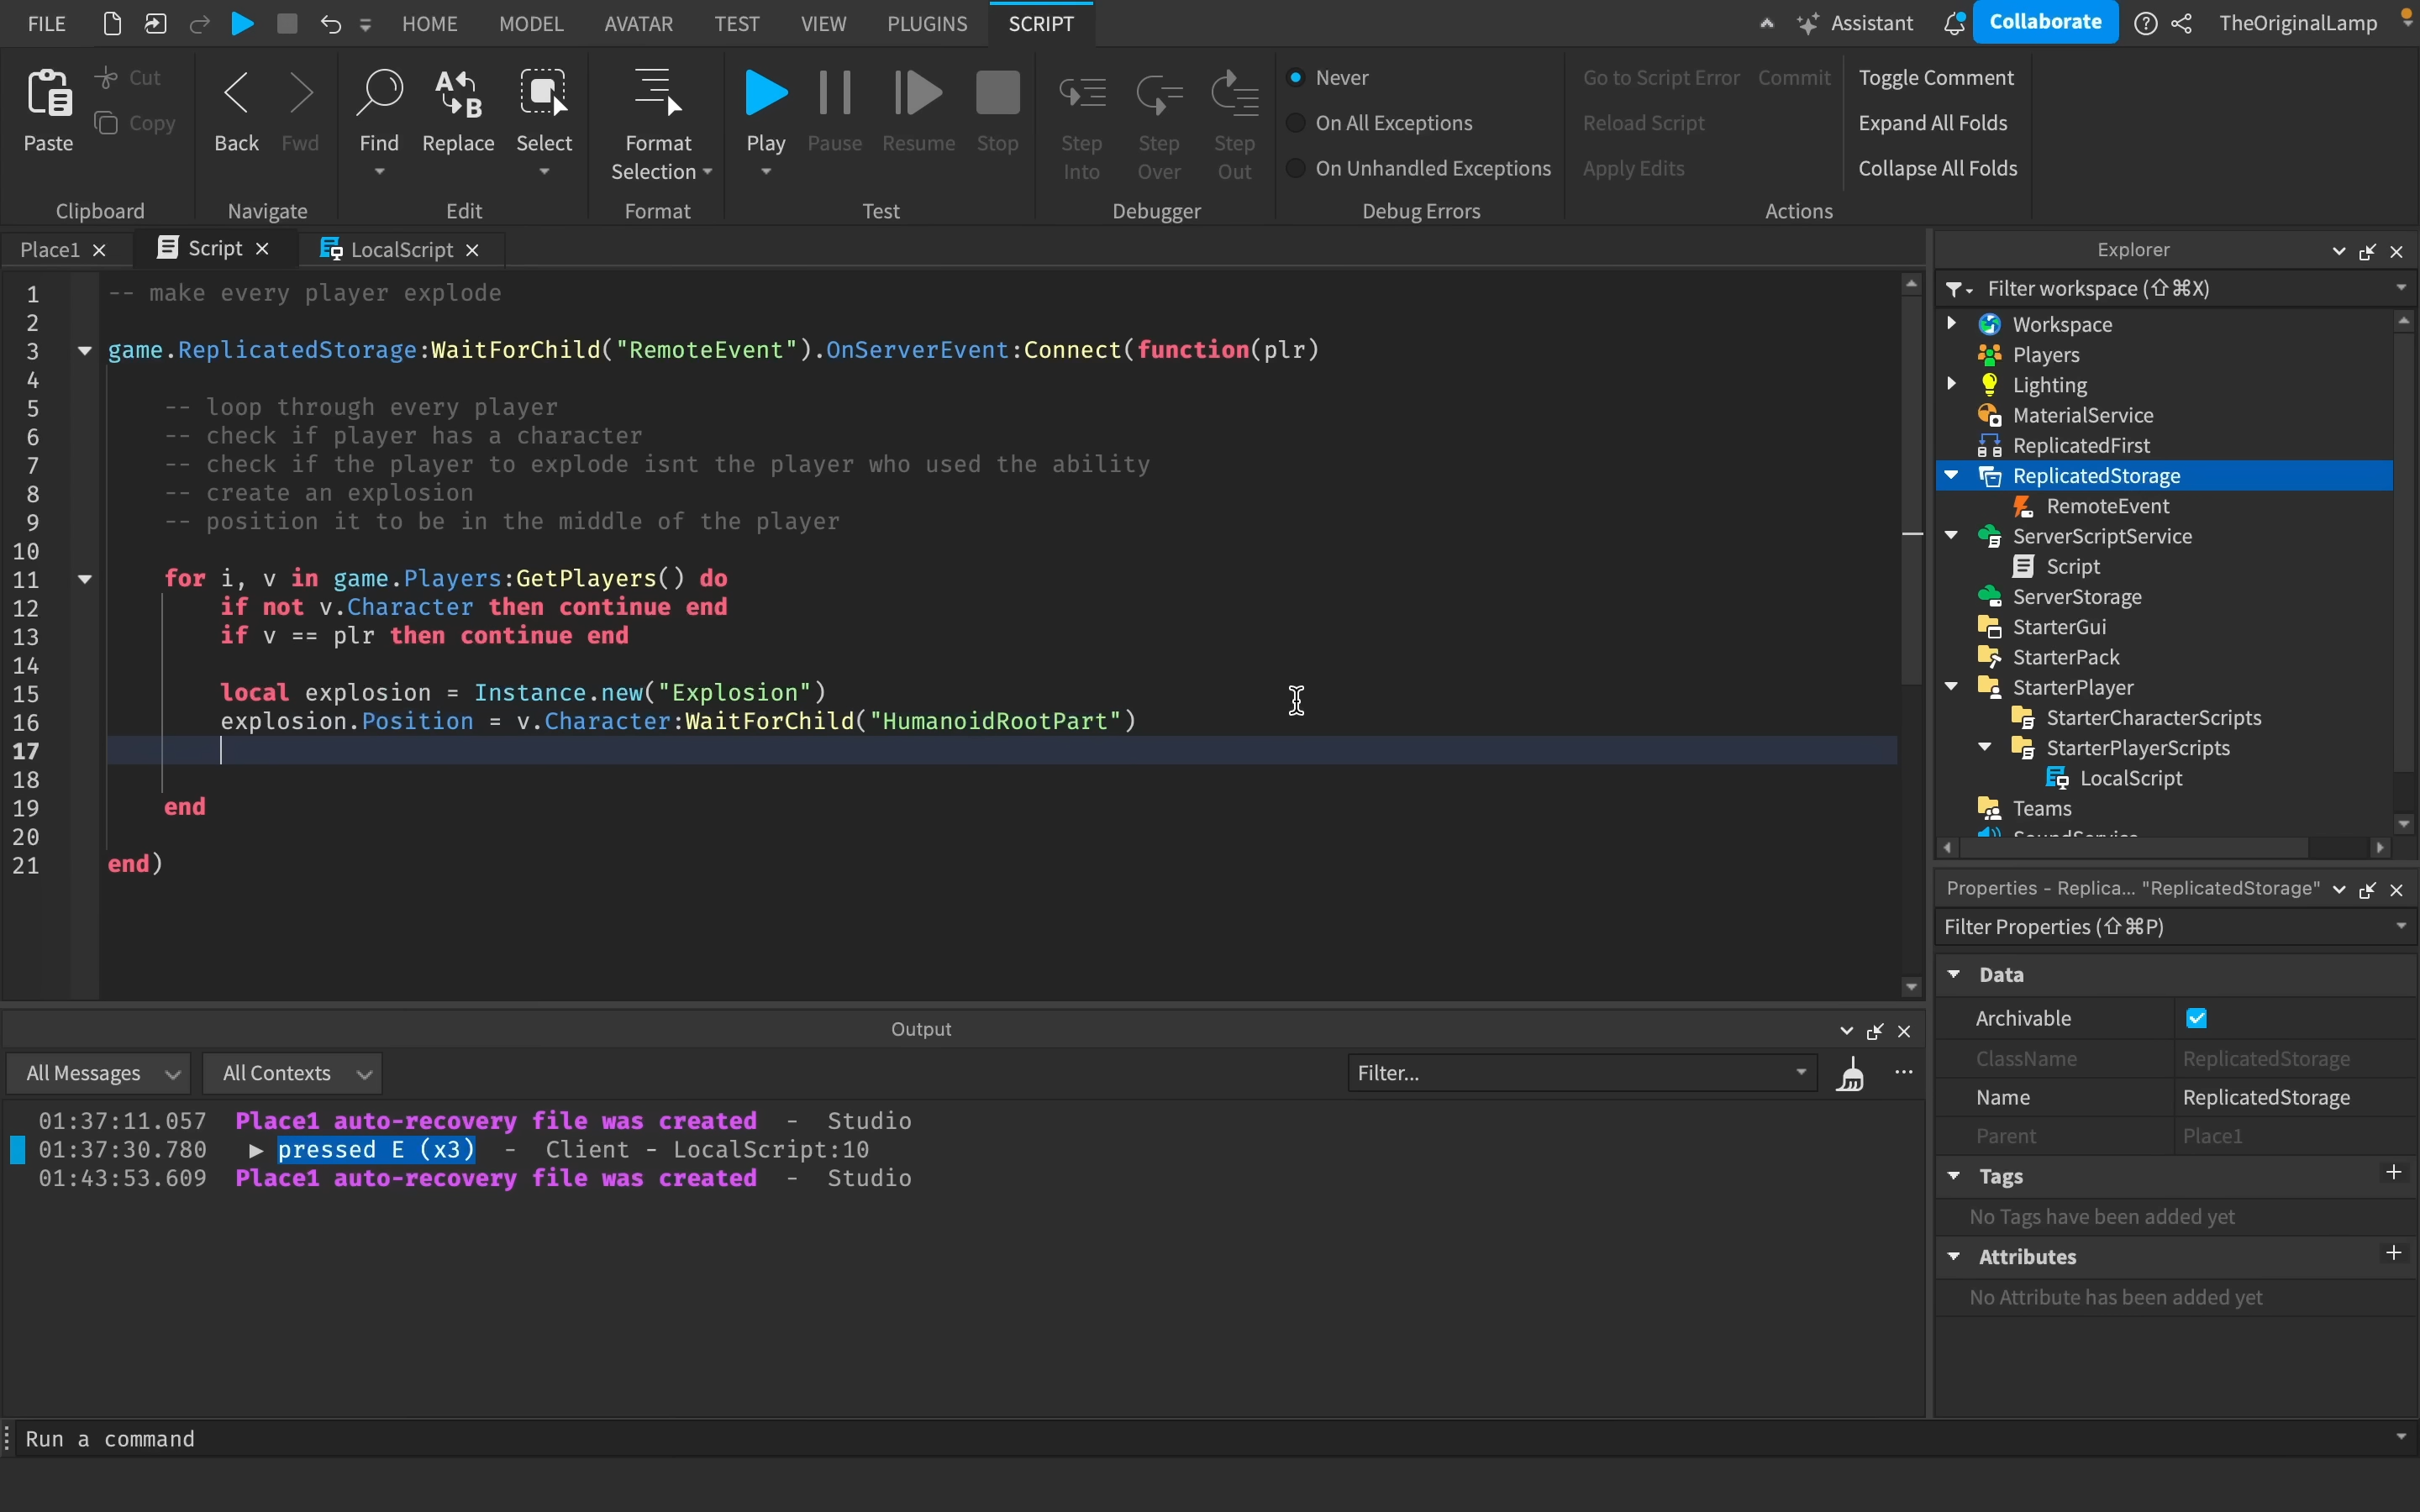 FILE HOME MODEL AVATAR TEST VIEW PLUGINS SCRIPT Assistant Collaborate TheOriginalLamp
Paste Cut Copy Back Fwd Find Replace Select Format Selection Play Pause Resume Stop Step Into Step Over Step Out
Never
On All Exceptions
On Unhandled Exceptions
Go to Script Error Commit
Reload Script
Apply Edits
Toggle Comment
Expand All Folds
Collapse All Folds
Clipboard Navigate Edit Format Test Debugger Debug Errors Actions
Place1 Script LocalScript
1 -- make every player explode
2
3 game.ReplicatedStorage:WaitForChild("RemoteEvent").OnServerEvent:Connect(function(plr)
4
5 -- loop through every player
6 -- check if player has a character
7 -- check if the player to explode isnt the player who used the ability
8 -- create an explosion
9 -- position it to be in the middle of the player
10
11 for i, v in game.Players:GetPlayers() do
12 if not v.Character then continue end
13 if v == plr then continue end
14
15 local explosion = Instance.new("Explosion")
16 explosion.Position = v.Character:WaitForChild("HumanoidRootPart")
17
18
19 end
20
21 end)
Output
All Messages All Contexts Filter...
01:37:11.057 Place1 auto-recovery file was created - Studio
01:37:30.780 ▶ pressed E (x3) - Client - LocalScript:10
01:43:53.609 Place1 auto-recovery file was created - Studio
Run a command
Explorer
Filter workspace (⇧⌘X)
Workspace
Players
Lighting
MaterialService
ReplicatedFirst
ReplicatedStorage
RemoteEvent
ServerScriptService
Script
ServerStorage
StarterGui
StarterPack
StarterPlayer
StarterCharacterScripts
StarterPlayerScripts
LocalScript
Teams
SoundService
Properties - Replica... "ReplicatedStorage"
Filter Properties (⇧⌘P)
Data
Archivable
ClassName ReplicatedStorage
Name ReplicatedStorage
Parent Place1
Tags
No Tags have been added yet
Attributes
No Attribute has been added yet